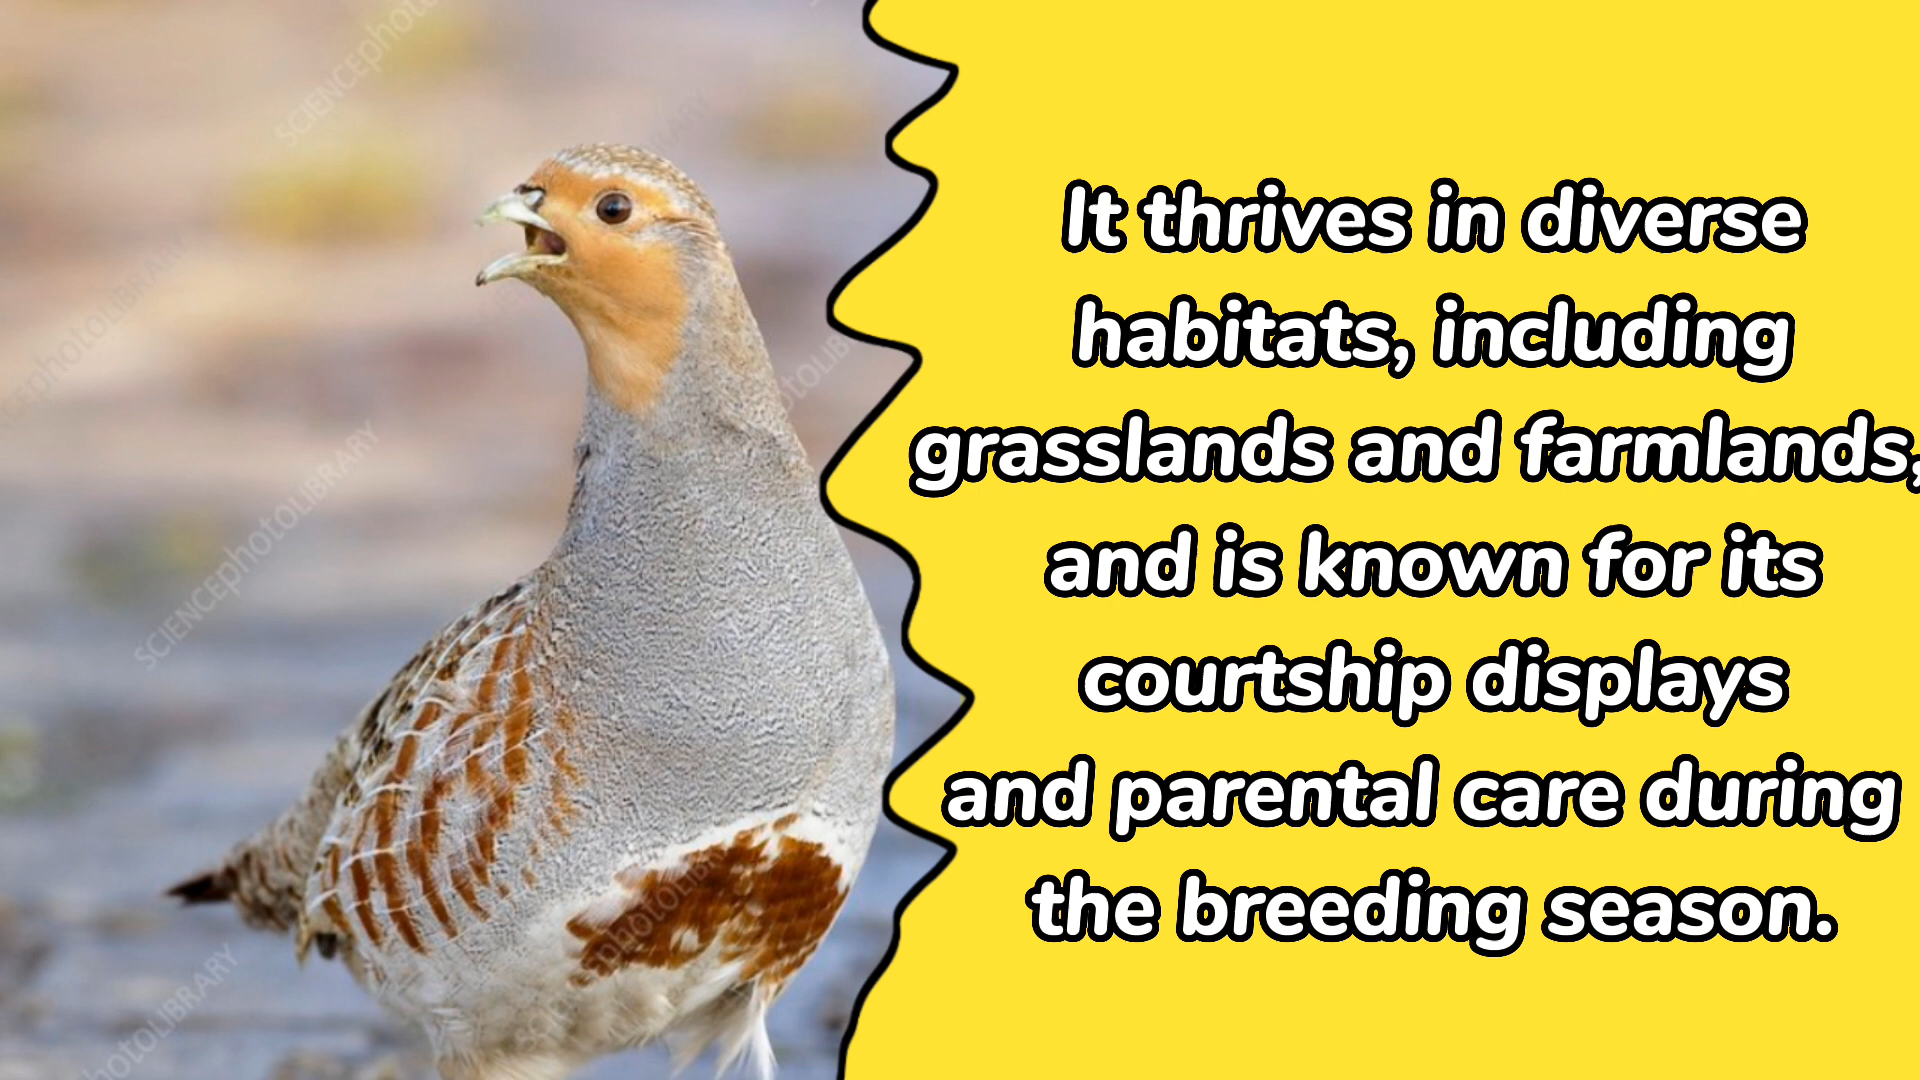 It thrives in diverse
habitats, including
grasslands and farmlands,
and is known for its
courtship displays
and parental care during
the breeding season.
SCIENCEphotoLIBRARY